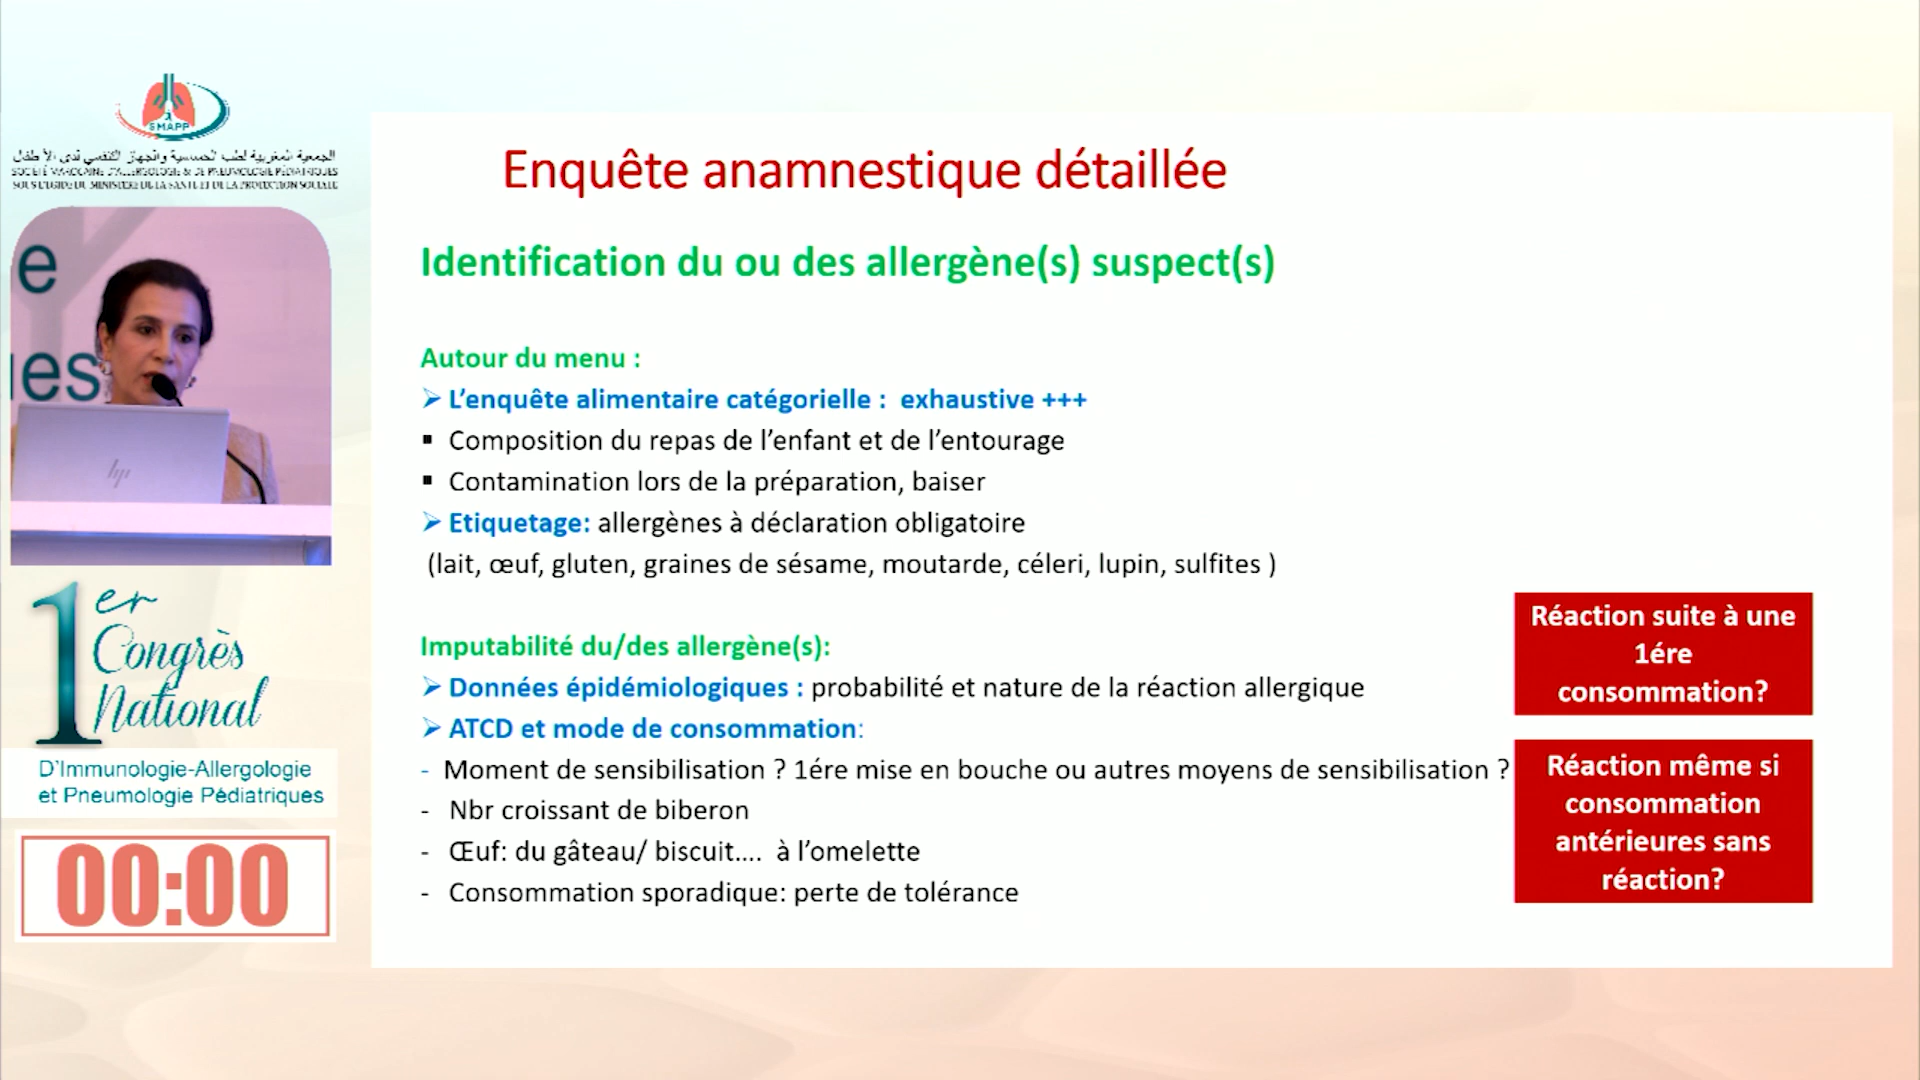 SMAPP
الجمعية المغربية لطب الحساسية والجهاز التنفسي لدى الأطفال
SOCIÉTÉ MAROCAINE D'ALLERGOLOGIE & DE PNEUMOLOGIE PÉDIATRIQUES
SOUS L'EGIDE DU MINISTERE DE LA SANTE ET DE LA PROTECTION SOCIALE
e
es
hp
1er
Congrès
National
D'Immunologie-Allergologie
et Pneumologie Pédiatriques
00:00
Enquête anamnestique détaillée
Identification du ou des allergène(s) suspect(s)
Autour du menu :
➢ L'enquête alimentaire catégorielle : exhaustive +++
▪ Composition du repas de l'enfant et de l'entourage
▪ Contamination lors de la préparation, baiser
➢ Etiquetage: allergènes à déclaration obligatoire
(lait, œuf, gluten, graines de sésame, moutarde, céleri, lupin, sulfites )
Imputabilité du/des allergène(s):
➢ Données épidémiologiques : probabilité et nature de la réaction allergique
➢ ATCD et mode de consommation:
- Moment de sensibilisation ? 1ére mise en bouche ou autres moyens de sensibilisation ?
- Nbr croissant de biberon
- Œuf: du gâteau/ biscuit.... à l'omelette
- Consommation sporadique: perte de tolérance
Réaction suite à une
1ére
consommation?
Réaction même si
consommation
antérieures sans
réaction?